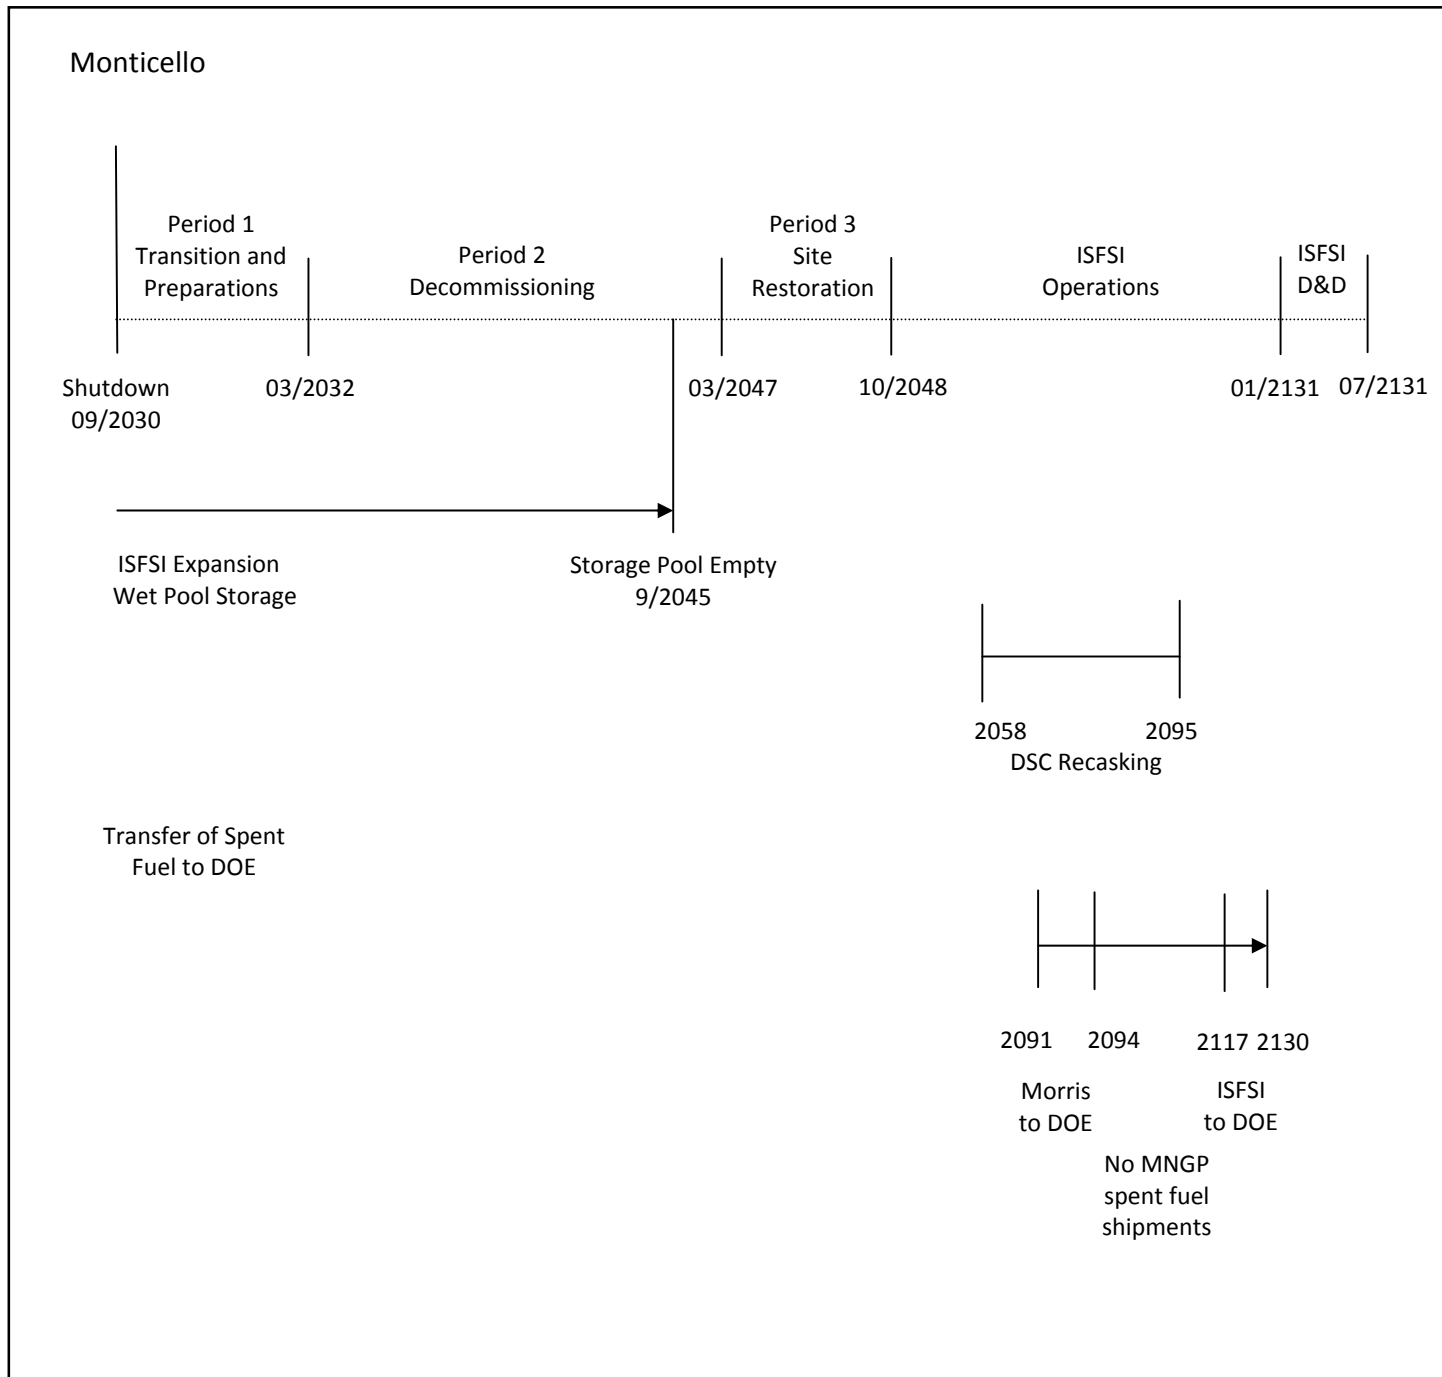 Monticello
Period 1
Transition and
Preparations
Period 2
Decommissioning
Period 3
Site
Restoration
ISFSI
Operations
ISFSI
D&D
Shutdown
09/2030
03/2032
03/2047
10/2048
01/2131
07/2131
ISFSI Expansion
Wet Pool Storage
Storage Pool Empty
9/2045
2058
2095
DSC Recasking
Transfer of Spent
Fuel to DOE
2091
2094
2117
2130
Morris
to DOE
ISFSI
to DOE
No MNGP
spent fuel
shipments